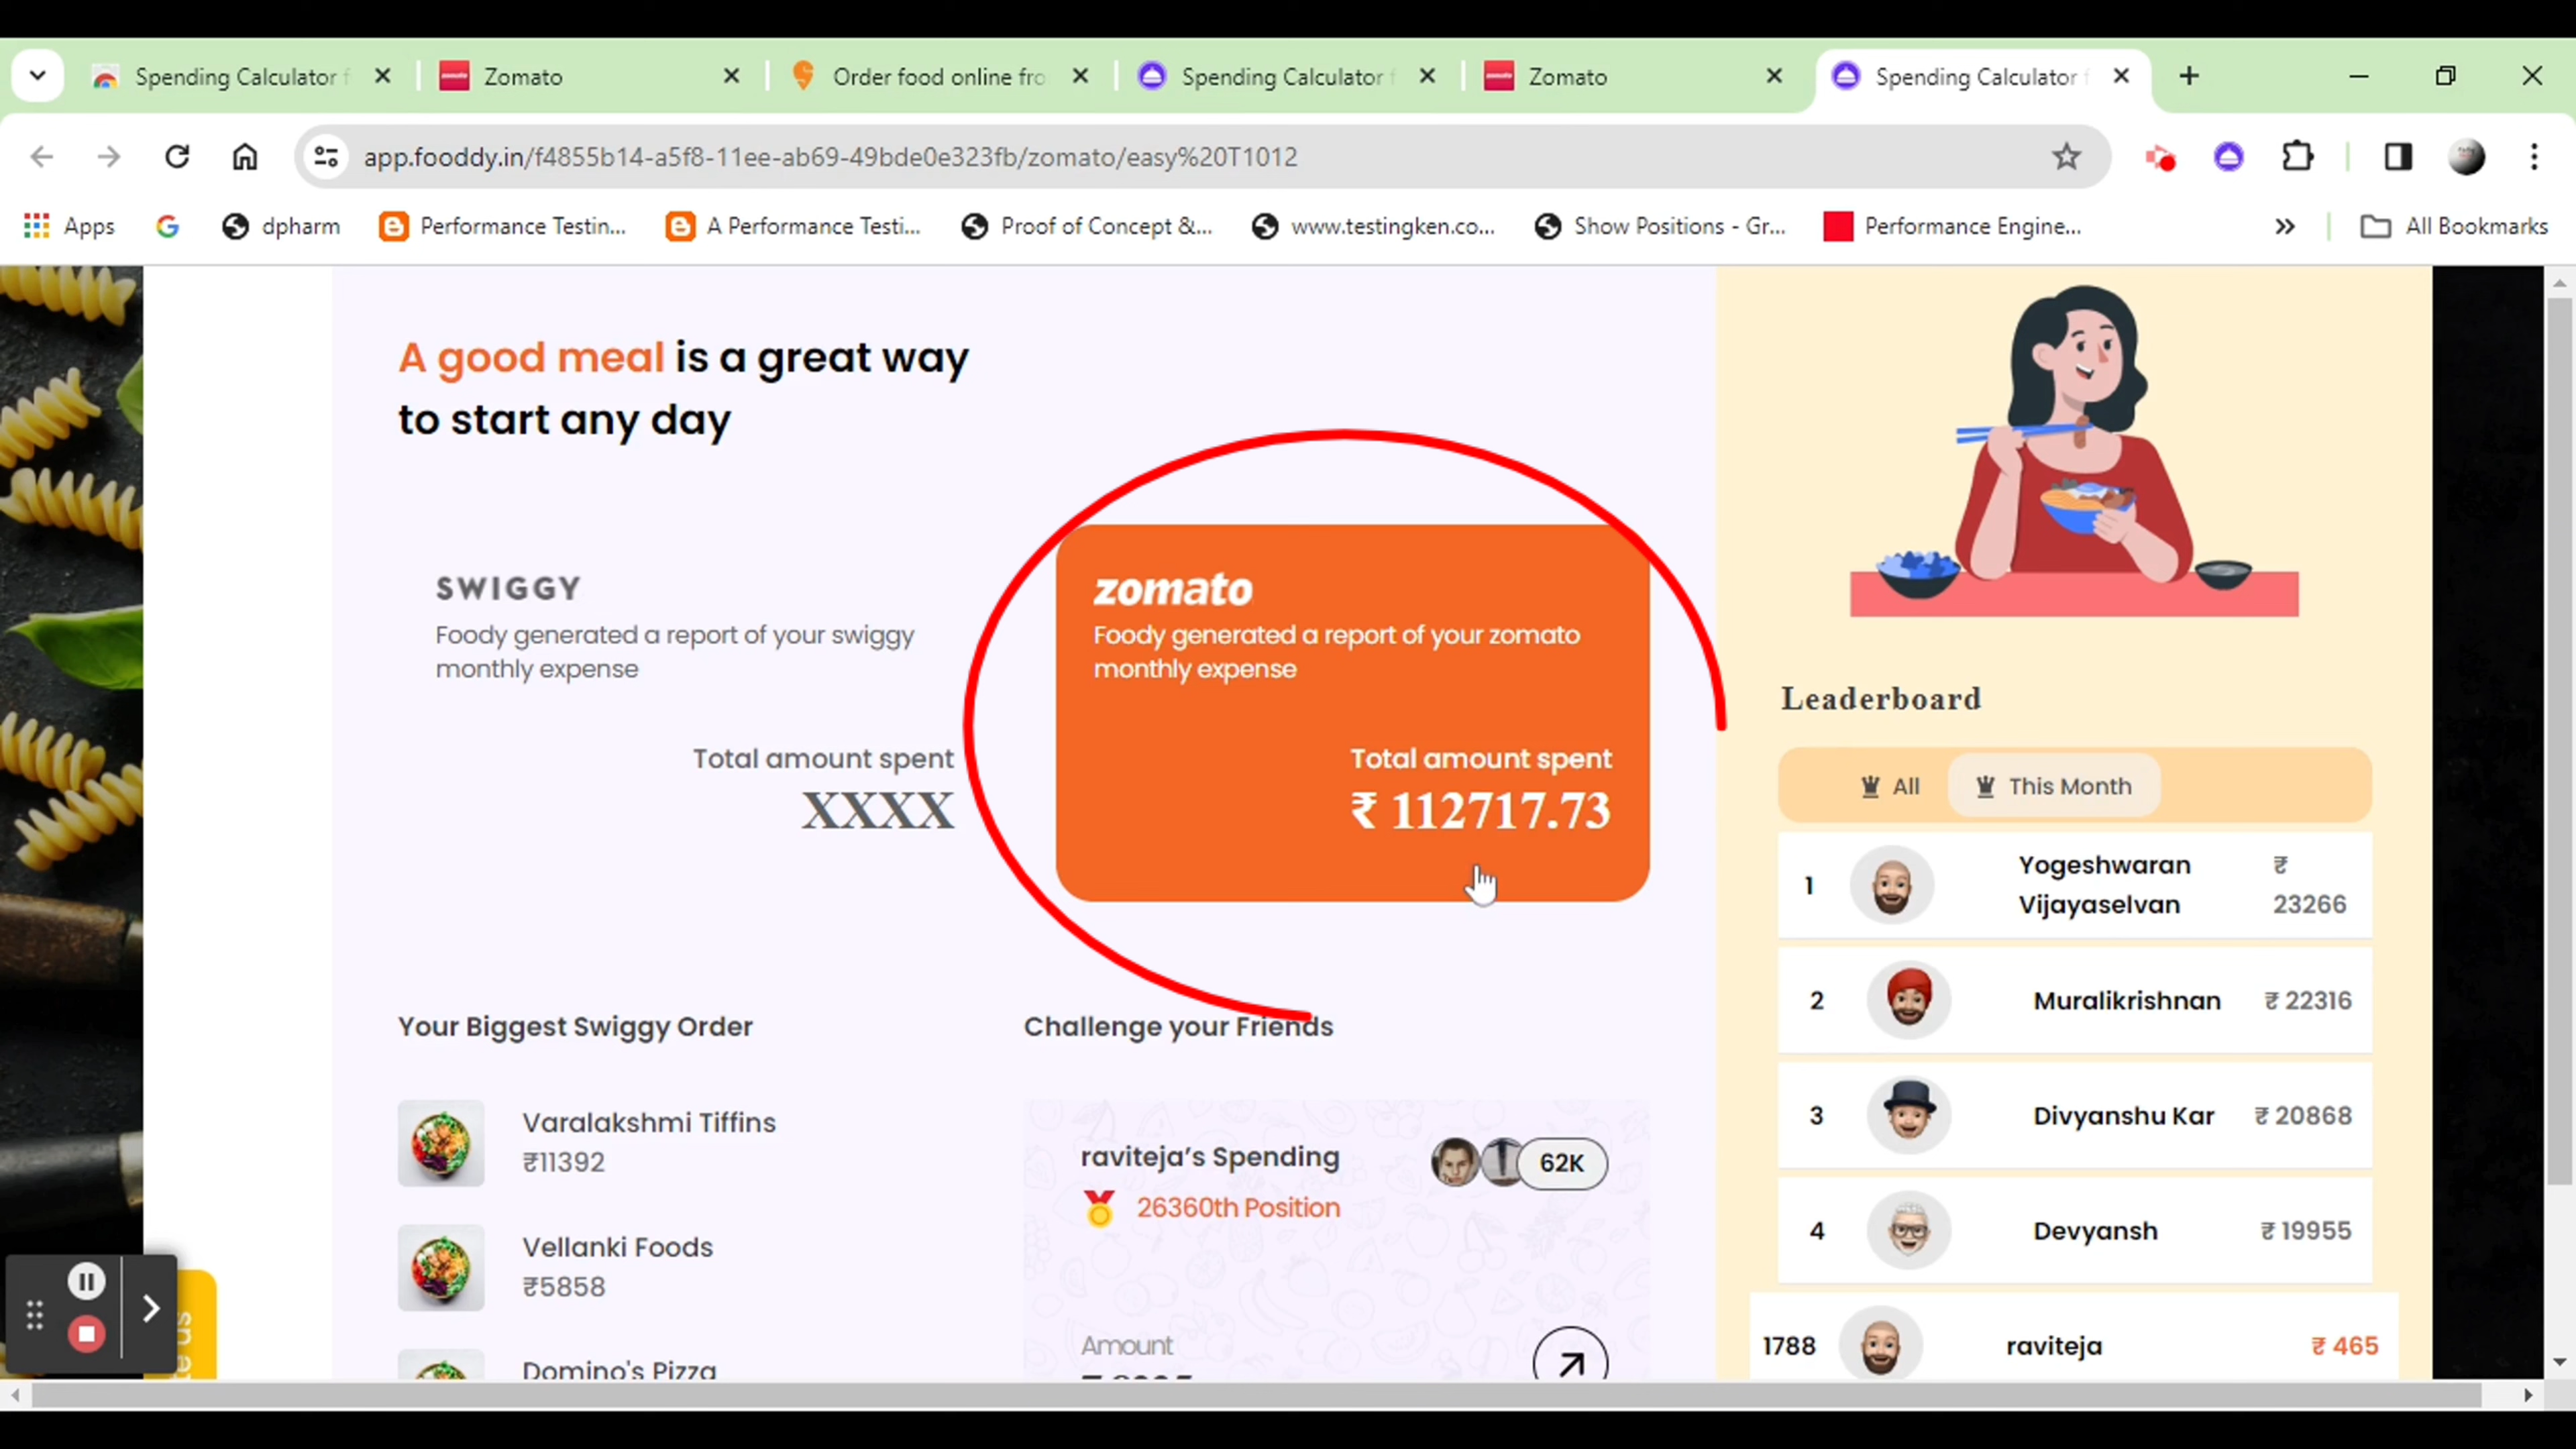 Spending Calculator f
Zomato
Order food online fro
Spending Calculator f
Zomato
Spending Calculator f
app.fooddy.in/f4855b14-a5f8-11ee-ab69-49bde0e323fb/zomato/easy%20T1012
Apps
dpharm
Performance Testin...
A Performance Testi...
Proof of Concept &...
www.testingken.co...
Show Positions - Gr...
Performance Engine...
All Bookmarks
A good meal is a great way
to start any day
SWIGGY
Foody generated a report of your swiggy
monthly expense
Total amount spent
XXXX
zomato
Foody generated a report of your zomato
monthly expense
Total amount spent
₹ 112717.73
Your Biggest Swiggy Order
Varalakshmi Tiffins
₹11392
Vellanki Foods
₹5858
Domino's Pizza
Challenge your Friends
raviteja's Spending
62K
26360th Position
Amount
Leaderboard
All
This Month
1 Yogeshwaran Vijayaselvan ₹ 23266
2 Muralikrishnan ₹ 22316
3 Divyanshu Kar ₹ 20868
4 Devyansh ₹ 19955
1788 raviteja ₹ 465